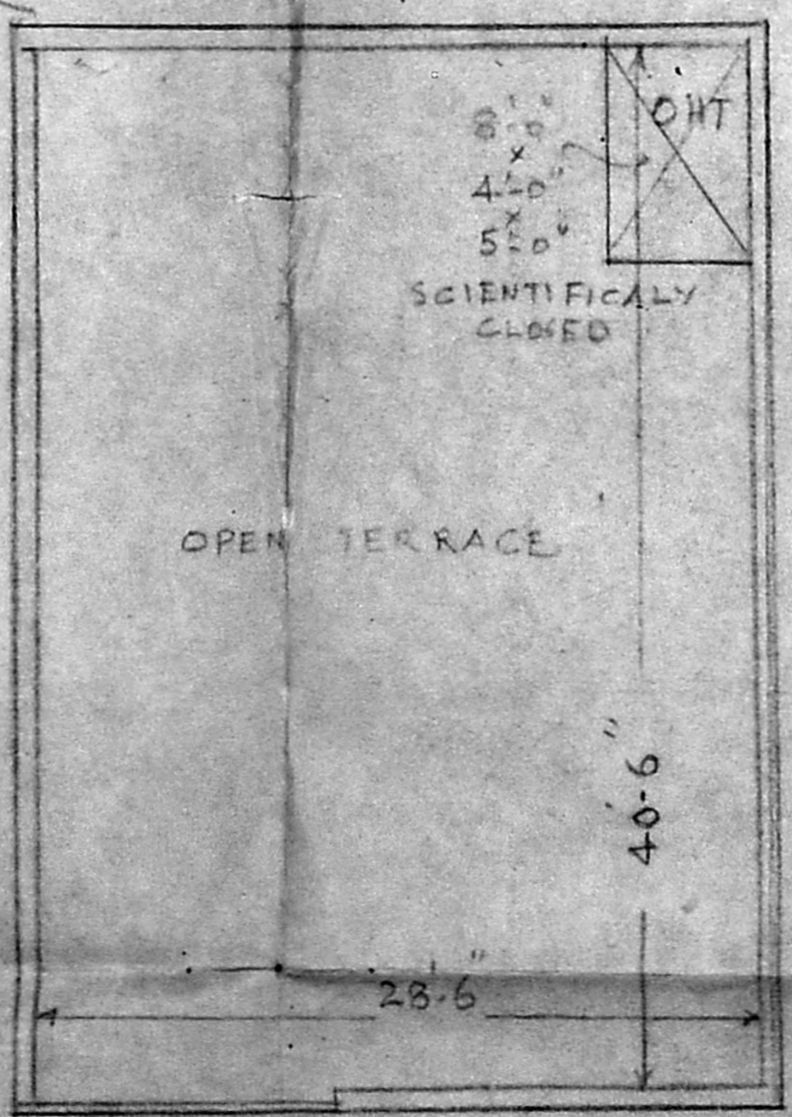 OHT
8'-0"
x
4'-0"
x
5'-0"
SCIENTIFICALY
CLOSED
OPEN TERRACE
40'-6"
28'-6"